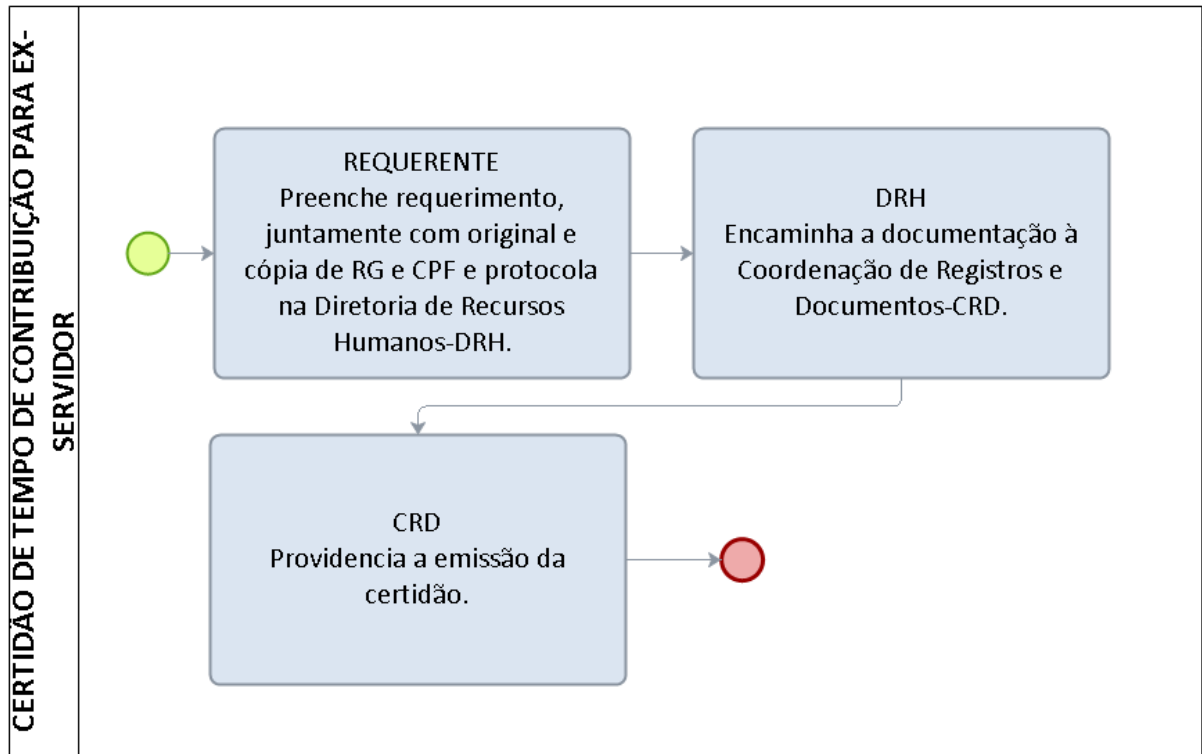 CERTIDÃO DE TEMPO DE CONTRIBUIÇÃO PARA EX-
SERVIDOR
REQUERENTE
Preenche requerimento,
juntamente com original e
cópia de RG e CPF e protocola
na Diretoria de Recursos
Humanos-DRH.
DRH
Encaminha a documentação à
Coordenação de Registros e
Documentos-CRD.
CRD
Providencia a emissão da
certidão.